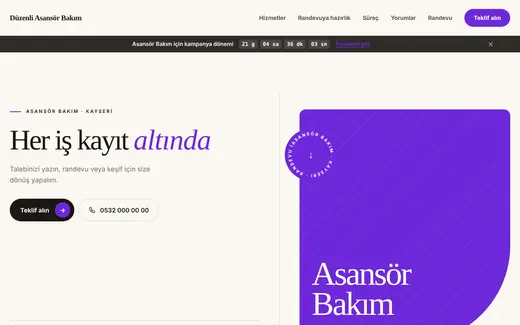 Düzenli Asansör Bakım
Hizmetler
Randevuya hazırlık
Süreç
Yorumlar
Randevu
Teklif alın
Asansör Bakım için kampanya dönemi 21 g 04 sa 36 dk 03 sn
ASANSÖR BAKIM · KAYSERİ
Her iş kayıt altında
Talebinizi yazın, randevu veya keşif için size
dönüş yapalım.
Teklif alın
0532 000 00 00
ASANSÖR BAKIM · KAYSERİ · RANDEVU
Asansör
Bakım